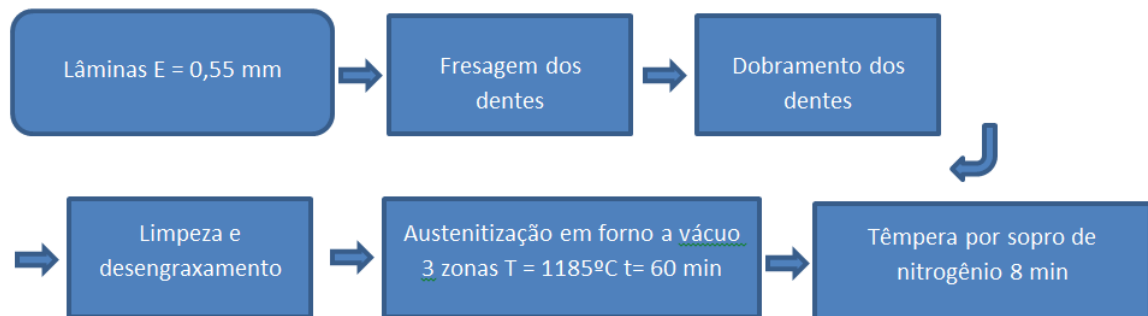 Lâminas E = 0,55 mm
Fresagem dos
dentes
Dobramento dos
dentes
Limpeza e
desengraxamento
Austenitização em forno a vácuo
3 zonas T = 1185ºC t= 60 min
Têmpera por sopro de
nitrogênio 8 min